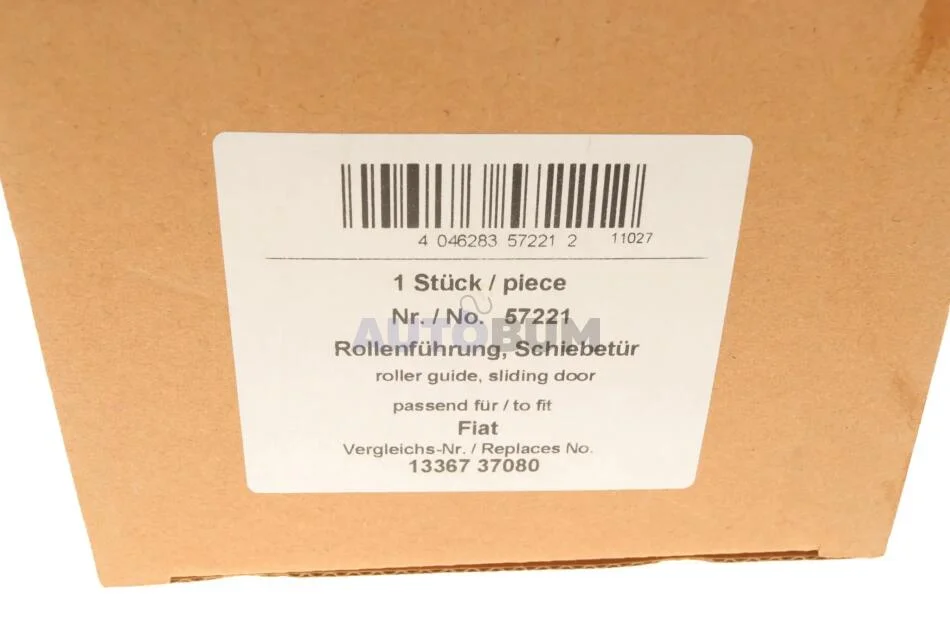 4 046283 57221 2 11027
1 Stück / piece
Nr. / No. 57221
AUTOBUM
Rollenführung, Schiebetür
roller guide, sliding door
passend für / to fit
Fiat
Vergleichs-Nr. / Replaces No.
13367 37080